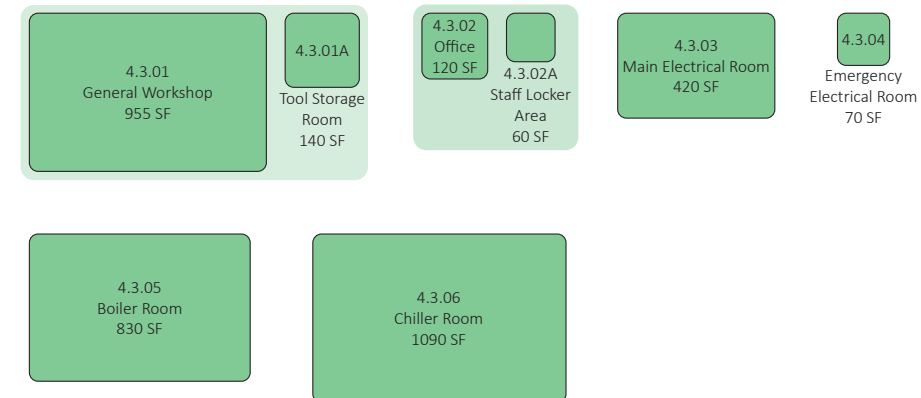 4.3.01
General Workshop
955 SF
4.3.01A
Tool Storage
Room
140 SF
4.3.02
Office
120 SF
4.3.02A
Staff Locker
Area
60 SF
4.3.03
Main Electrical Room
420 SF
4.3.04
Emergency
Electrical Room
70 SF
4.3.05
Boiler Room
830 SF
4.3.06
Chiller Room
1090 SF